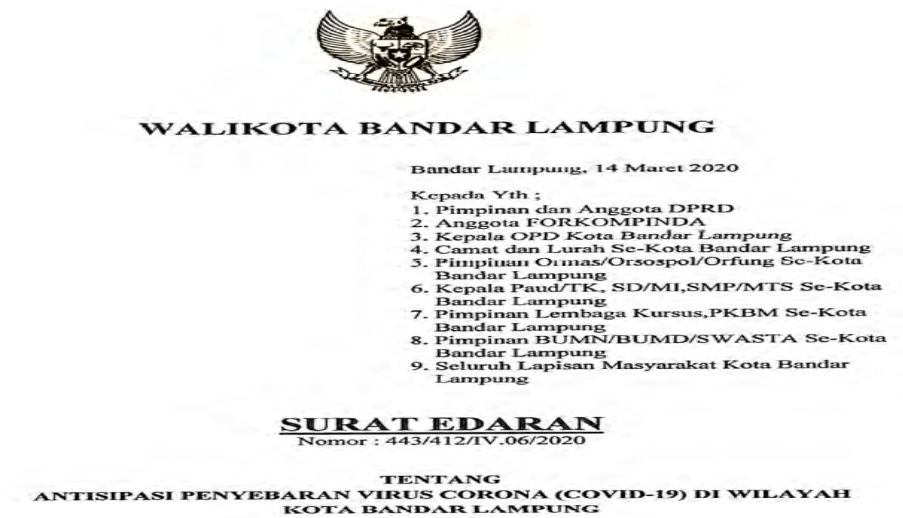 WALIKOTA BANDAR LAMPUNG
Bandar Lampung, 14 Maret 2020
Kepada Yth ;
1. Pimpinan dan Anggota DPRD
2. Anggota FORKOMPINDA
3. Kepala OPD Kota Bandar Lampung
4. Camat dan Lurah Se-Kota Bandar Lampung
5. Pimpinan Ormas/Orsospol/Orfung Se-Kota
Bandar Lampung
6. Kepala Paud/TK, SD/MI,SMP/MTS Se-Kota
Bandar Lampung
7. Pimpinan Lembaga Kursus,PKBM Se-Kota
Bandar Lampung
8. Pimpinan BUMN/BUMD/SWASTA Se-Kota
Bandar Lampung
9. Seluruh Lapisan Masyarakat Kota Bandar
Lampung
SURAT EDARAN
Nomor : 443/412/IV.06/2020
TENTANG
ANTISIPASI PENYEBARAN VIRUS CORONA (COVID-19) DI WILAYAH
KOTA BANDAR LAMPUNG